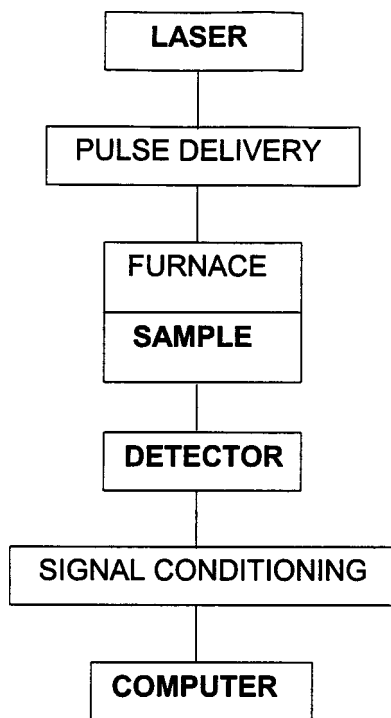 LASER
PULSE DELIVERY
FURNACE
SAMPLE
DETECTOR
SIGNAL CONDITIONING
COMPUTER